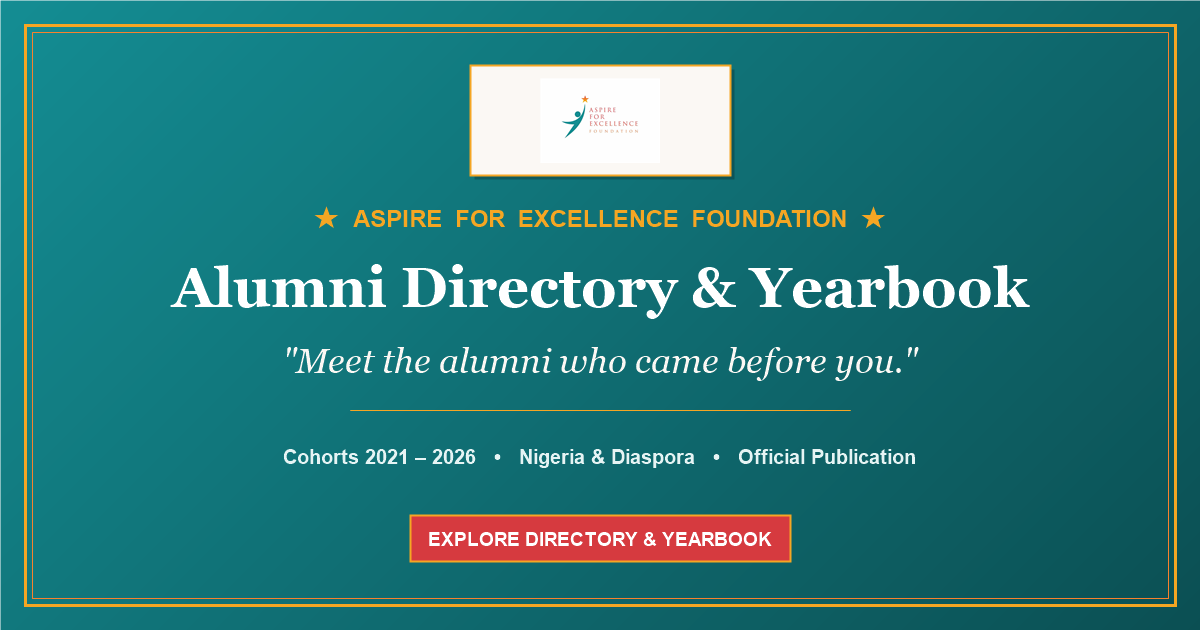 ASPIRE
FOR
EXCELLENCE
FOUNDATION
★ ASPIRE FOR EXCELLENCE FOUNDATION ★
Alumni Directory & Yearbook
"Meet the alumni who came before you."
Cohorts 2021 – 2026 • Nigeria & Diaspora • Official Publication
EXPLORE DIRECTORY & YEARBOOK